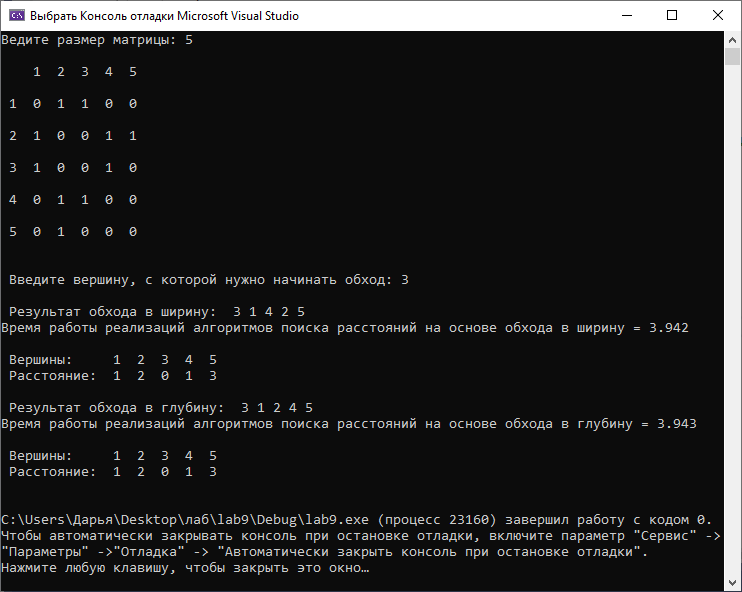 Выбрать Консоль отладки Microsoft Visual Studio
Ведите размер матрицы: 5
1 2 3 4 5
1 0 1 1 0 0
2 1 0 0 1 1
3 1 0 0 1 0
4 0 1 1 0 0
5 0 1 0 0 0
Введите вершину, с которой нужно начинать обход: 3
Результат обхода в ширину: 3 1 4 2 5
Время работы реализаций алгоритмов поиска расстояний на основе обхода в ширину = 3.942
Вершины: 1 2 3 4 5
Расстояние: 1 2 0 1 3
Результат обхода в глубину: 3 1 2 4 5
Время работы реализаций алгоритмов поиска расстояний на основе обхода в глубину = 3.943
Вершины: 1 2 3 4 5
Расстояние: 1 2 0 1 3
C:\Users\Дарья\Desktop\лаб\lab9\Debug\lab9.exe (процесс 23160) завершил работу с кодом 0.
Чтобы автоматически закрывать консоль при остановке отладки, включите параметр "Сервис" ->
"Параметры" ->"Отладка" -> "Автоматически закрыть консоль при остановке отладки".
Нажмите любую клавишу, чтобы закрыть это окно…